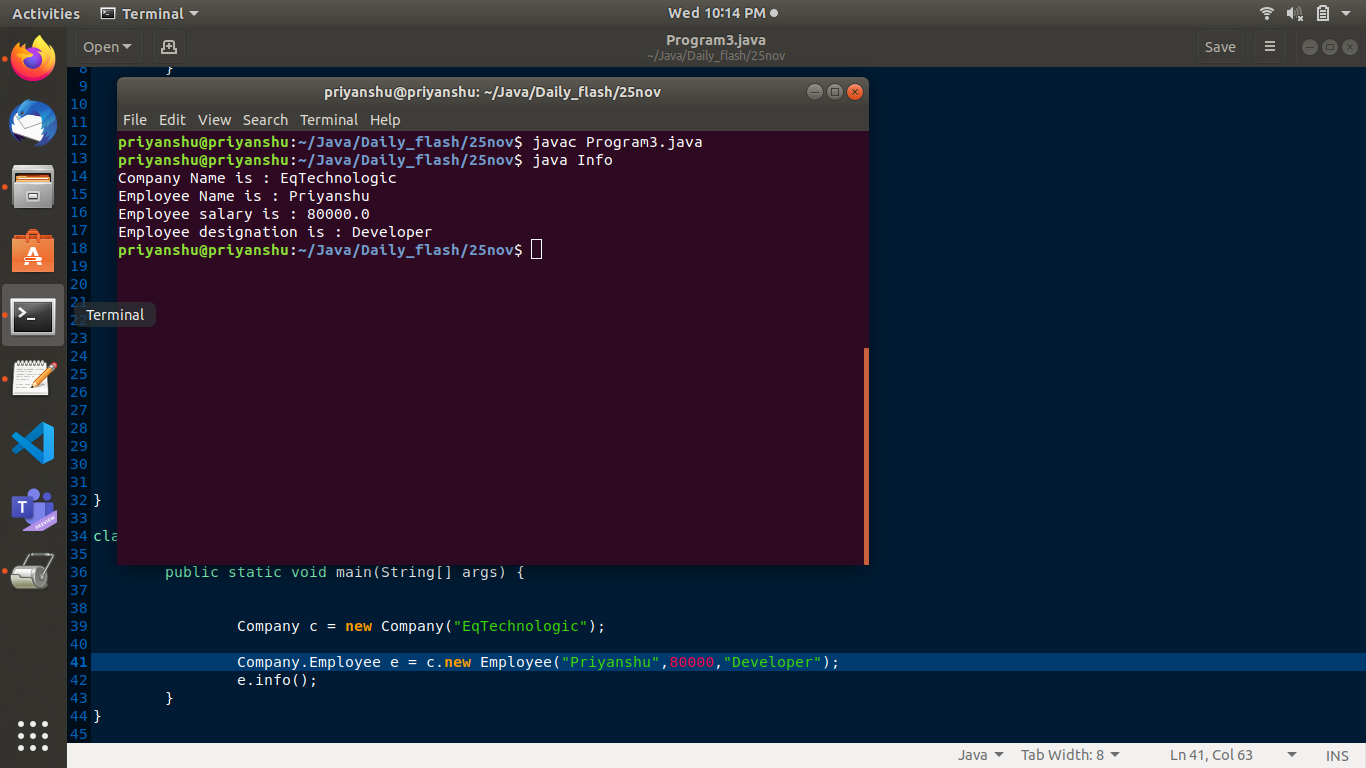 Activities Terminal Wed 10:14 PM
Open Program3.java Save
~/Java/Daily_flash/25nov
8 }
9
10
11
12
13
14
15
16
17
18
19
20
21
22
23
24
25
26
27
28
29
30
31
32 }
33
34 cla
35
36 public static void main(String[] args) {
37
38
39 Company c = new Company("EqTechnologic");
40
41 Company.Employee e = c.new Employee("Priyanshu",80000,"Developer");
42 e.info();
43 }
44 }
45
priyanshu@priyanshu: ~/Java/Daily_flash/25nov
File Edit View Search Terminal Help
priyanshu@priyanshu:~/Java/Daily_flash/25nov$ javac Program3.java
priyanshu@priyanshu:~/Java/Daily_flash/25nov$ java Info
Company Name is : EqTechnologic
Employee Name is : Priyanshu
Employee salary is : 80000.0
Employee designation is : Developer
priyanshu@priyanshu:~/Java/Daily_flash/25nov$
Terminal
T
PREVIEW
Java Tab Width: 8 Ln 41, Col 63 INS